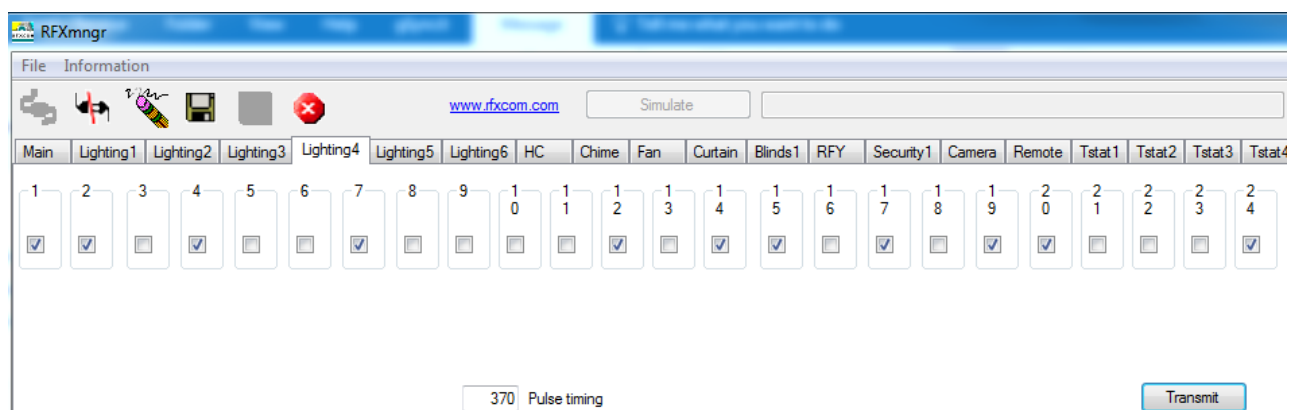 RFXmngr
File Information
www.rfxcom.com Simulate
Main Lighting1 Lighting2 Lighting3 Lighting4 Lighting5 Lighting6 HC Chime Fan Curtain Blinds1 RFY Security1 Camera Remote Tstat1 Tstat2 Tstat3 Tstat4
1 2 3 4 5 6 7 8 9 10 11 12 13 14 15 16 17 18 19 20 21 22 23 24
370 Pulse timing Transmit